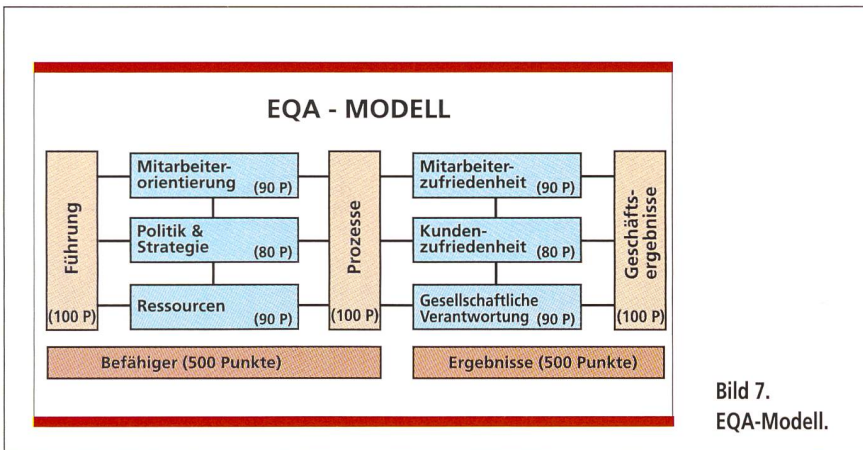 EQA - MODELL
Führung
(100 P)
Mitarbeiter-
orientierung (90 P)
Politik &
Strategie (80 P)
Ressourcen
(90 P)
Prozesse
(100 P)
Mitarbeiter-
zufriedenheit (90 P)
Kunden-
zufriedenheit (80 P)
Gesellschaftliche
Verantwortung (90 P)
Geschäfts-
ergebnisse
(100 P)
Befähiger (500 Punkte)
Ergebnisse (500 Punkte)
Bild 7.
EQA-Modell.